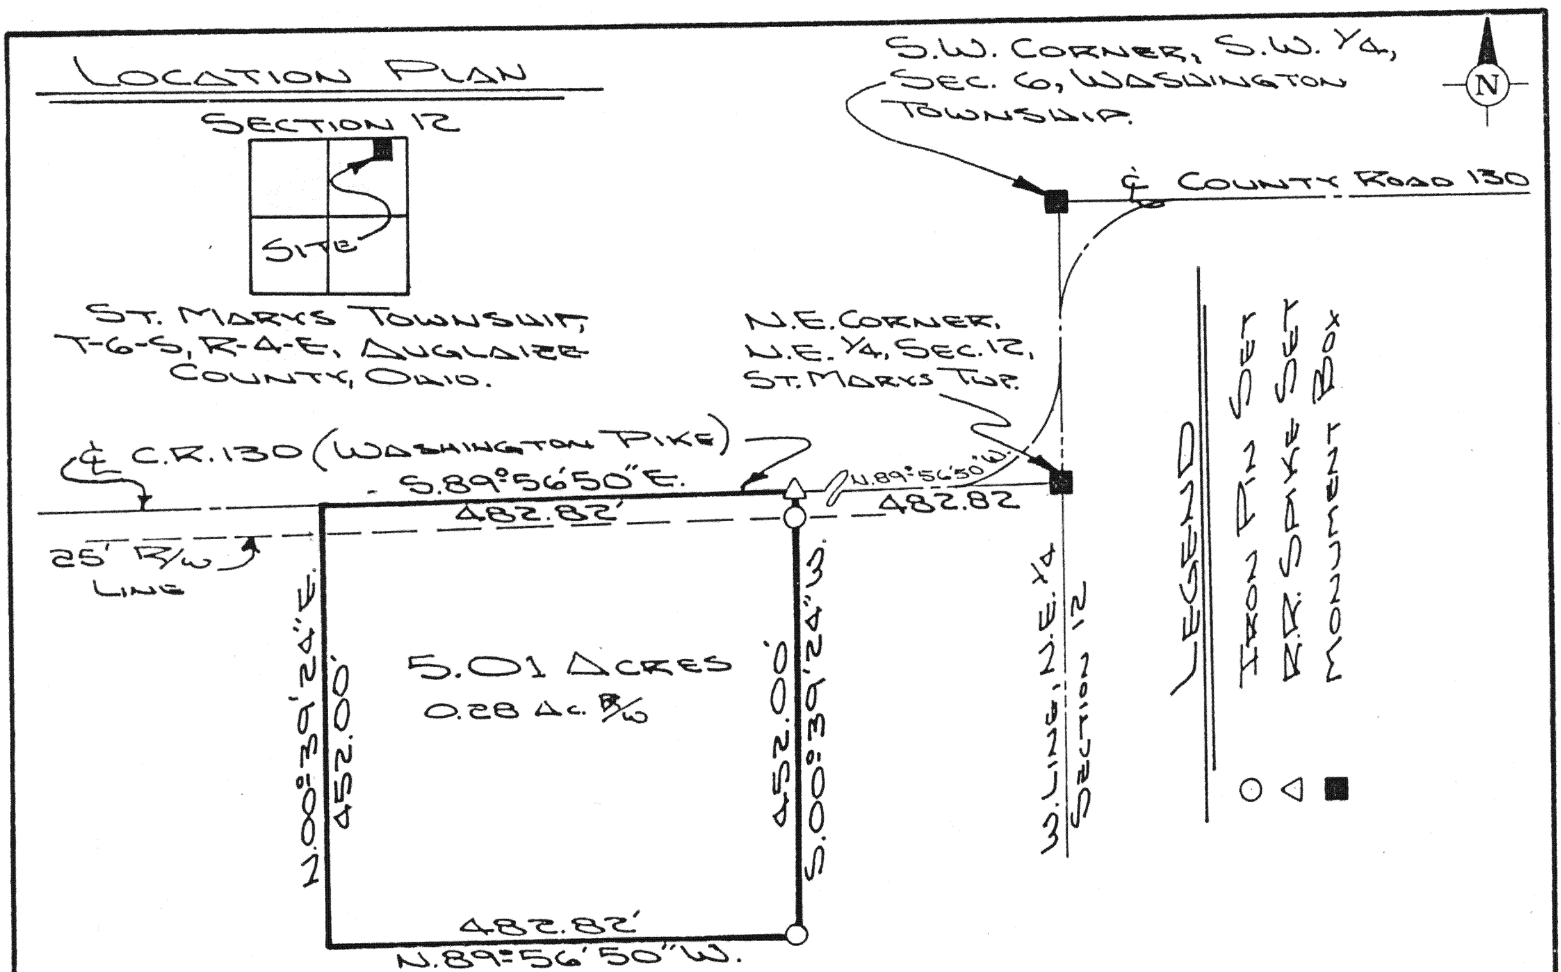 LOCATION PLAN
SECTION 12
SITE
ST. MARYS TOWNSHIP,
T-6-S, R-4-E, AUGLAIZE
COUNTY, OHIO.
S.W. CORNER, S.W. 1/4,
SEC. 6, WASHINGTON
TOWNSHIP.
N
℄ COUNTY ROAD 130
N.E. CORNER,
N.E. 1/4, SEC. 12,
ST. MARYS TWP.
℄ C.R. 130 (WASHINGTON PIKE)
S.89°56'50"E.
482.82'
N.89°56'50"W.
482.82
25' R/W
LINE
N.00°39'24"E.
452.00'
5.01 ACRES
0.28 AC. R/W
452.00'
S.00°39'24"W.
482.82'
N.89°56'50"W.
W. LINE, N.E. 1/4
SECTION 12
LEGEND
IRON PIN SET
R.R. SPIKE SET
MONUMENT BOX